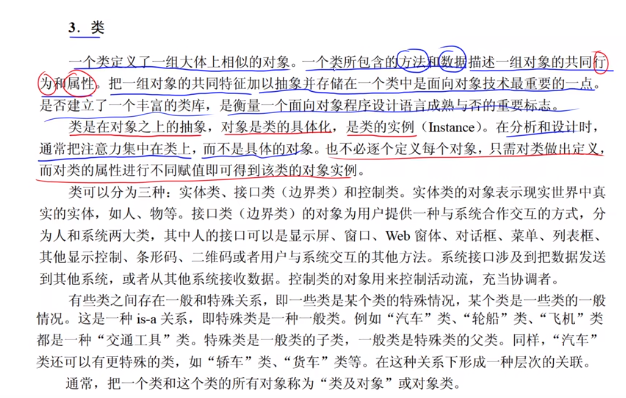 3．类
一个类定义了一组大体上相似的对象。一个类所包含的方法和数据描述一组对象的共同行
为和属性。把一组对象的共同特征加以抽象并存储在一个类中是面向对象技术最重要的一点。
是否建立了一个丰富的类库，是衡量一个面向对象程序设计语言成熟与否的重要标志。
类是在对象之上的抽象，对象是类的具体化，是类的实例（Instance）。在分析和设计时，
通常把注意力集中在类上，而不是具体的对象。也不必逐个定义每个对象，只需对类做出定义，
而对类的属性进行不同赋值即可得到该类的对象实例。
类可以分为三种：实体类、接口类（边界类）和控制类。实体类的对象表示现实世界中真
实的实体，如人、物等。接口类（边界类）的对象为用户提供一种与系统合作交互的方式，分
为人和系统两大类，其中人的接口可以是显示屏、窗口、Web 窗体、对话框、菜单、列表框、
其他显示控制、条形码、二维码或者用户与系统交互的其他方法。系统接口涉及到把数据发送
到其他系统，或者从其他系统接收数据。控制类的对象用来控制活动流，充当协调者。
有些类之间存在一般和特殊关系，即一些类是某个类的特殊情况，某个类是一些类的一般
情况。这是一种 is-a 关系，即特殊类是一种一般类。例如“汽车”类、“轮船”类、“飞机”类
都是一种“交通工具”类。特殊类是一般类的子类，一般类是特殊类的父类。同样，“汽车”
类还可以有更特殊的类，如“轿车”类、“货车”类等。在这种关系下形成一种层次的关联。
通常，把一个类和这个类的所有对象称为“类及对象”或对象类。